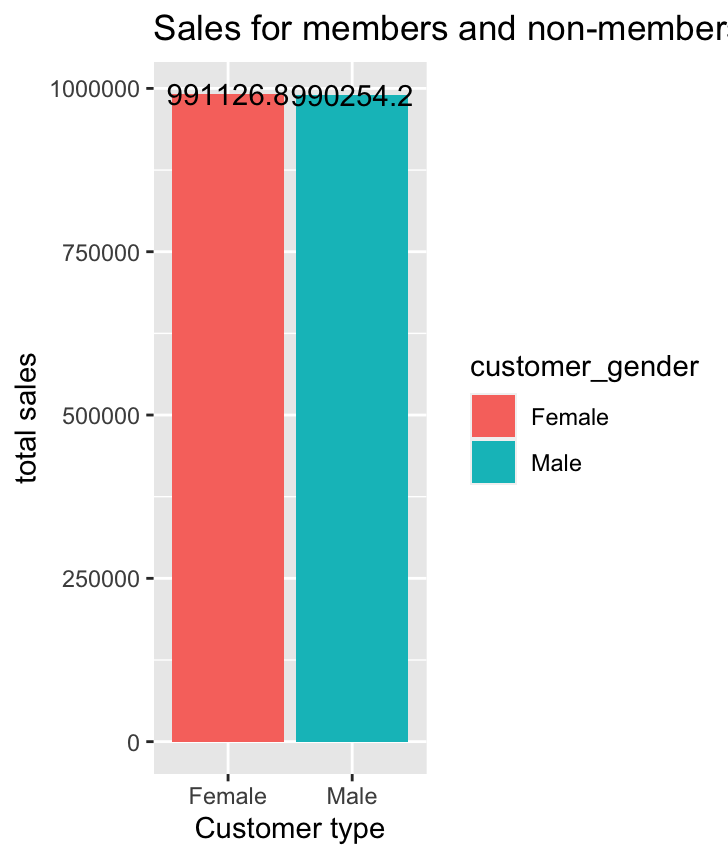 Sales for members and non-members
1000000
991126.8
990254.2
750000
500000
250000
0
total sales
Female
Male
Customer type
customer_gender
Female
Male